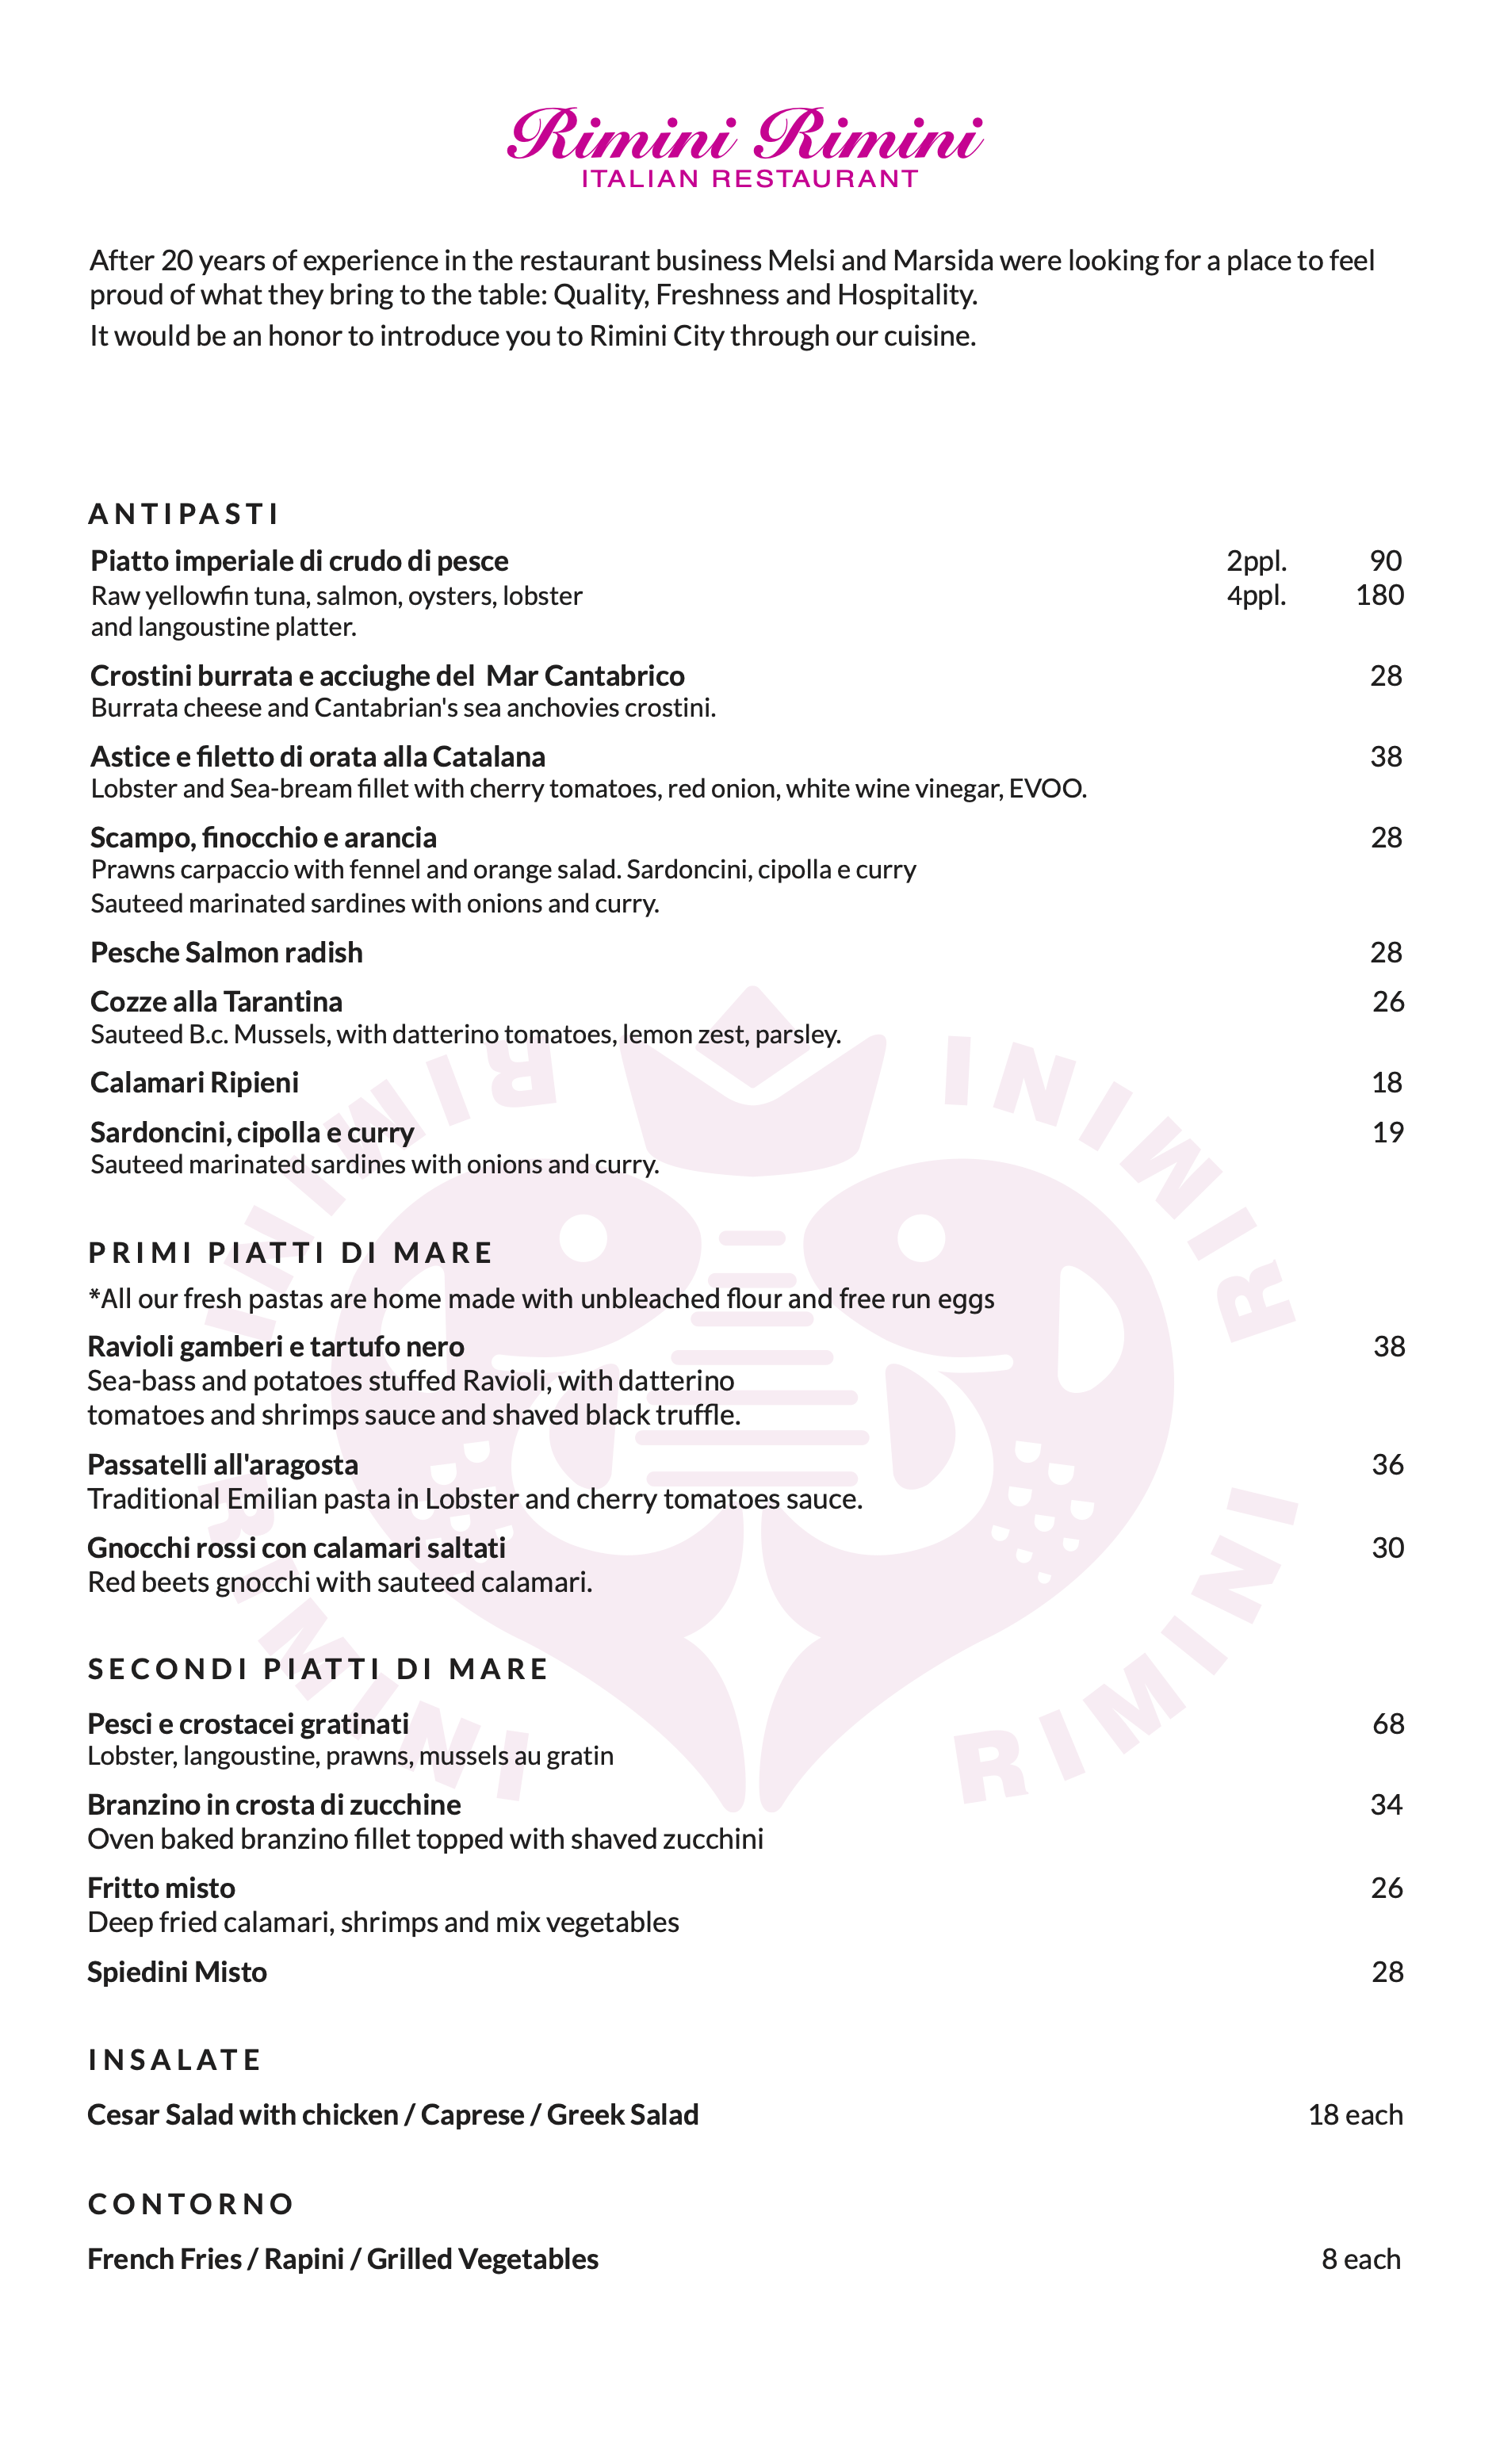 Rimini Rimini
ITALIAN RESTAURANT
After 20 years of experience in the restaurant business Melsi and Marsida were looking for a place to feel
proud of what they bring to the table: Quality, Freshness and Hospitality.
It would be an honor to introduce you to Rimini City through our cuisine.
ANTIPASTI
Piatto imperiale di crudo di pesce 2ppl. 90
Raw yellowfin tuna, salmon, oysters, lobster 4ppl. 180
and langoustine platter.
Crostini burrata e acciughe del Mar Cantabrico 28
Burrata cheese and Cantabrian's sea anchovies crostini.
Astice e filetto di orata alla Catalana 38
Lobster and Sea-bream fillet with cherry tomatoes, red onion, white wine vinegar, EVOO.
Scampo, finocchio e arancia 28
Prawns carpaccio with fennel and orange salad. Sardoncini, cipolla e curry
Sauteed marinated sardines with onions and curry.
Pesche Salmon radish 28
Cozze alla Tarantina 26
Sauteed B.c. Mussels, with datterino tomatoes, lemon zest, parsley.
Calamari Ripieni 18
Sardoncini, cipolla e curry 19
Sauteed marinated sardines with onions and curry.
PRIMI PIATTI DI MARE
*All our fresh pastas are home made with unbleached flour and free run eggs
Ravioli gamberi e tartufo nero 38
Sea-bass and potatoes stuffed Ravioli, with datterino
tomatoes and shrimps sauce and shaved black truffle.
Passatelli all'aragosta 36
Traditional Emilian pasta in Lobster and cherry tomatoes sauce.
Gnocchi rossi con calamari saltati 30
Red beets gnocchi with sauteed calamari.
SECONDI PIATTI DI MARE
Pesci e crostacei gratinati 68
Lobster, langoustine, prawns, mussels au gratin
Branzino in crosta di zucchine 34
Oven baked branzino fillet topped with shaved zucchini
Fritto misto 26
Deep fried calamari, shrimps and mix vegetables
Spiedini Misto 28
INSALATE
Cesar Salad with chicken / Caprese / Greek Salad 18 each
CONTORNO
French Fries / Rapini / Grilled Vegetables 8 each
RIMINI
RIMINI
RIMINI
RIMINI